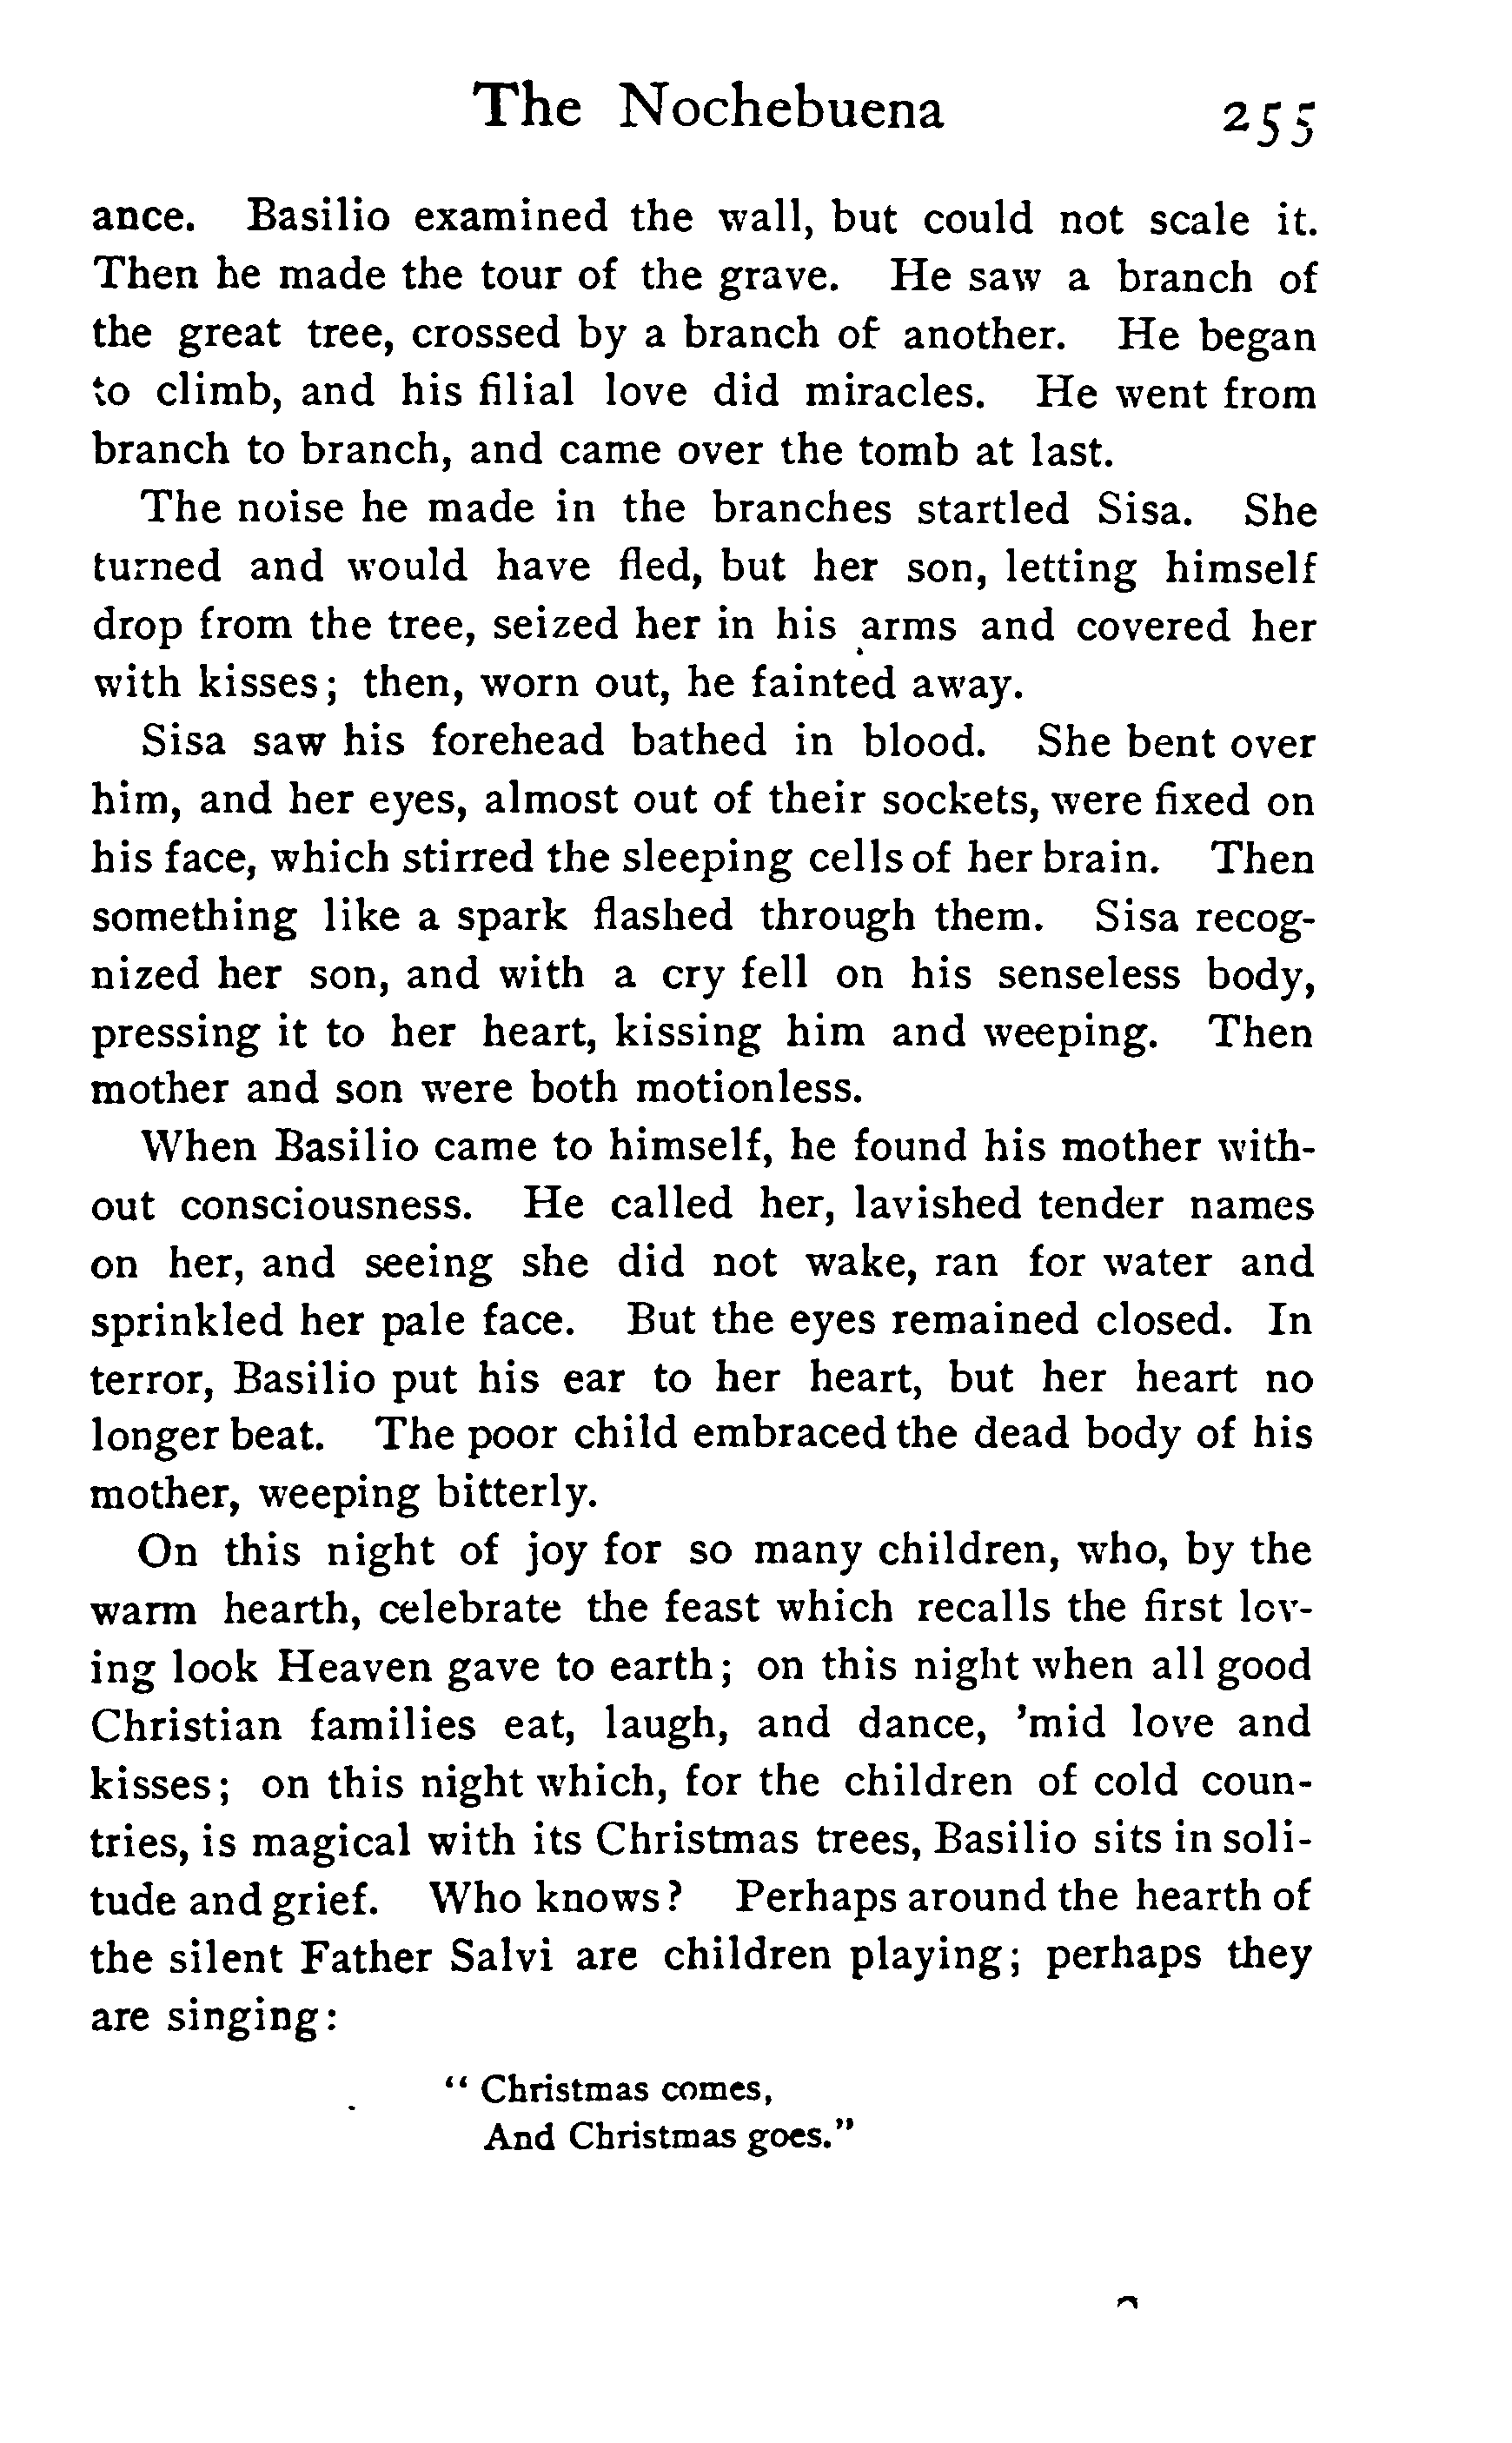 The Nochebuena 255
ance. Basilio examined the wall, but could not scale it.
Then he made the tour of the grave. He saw a branch of
the great tree, crossed by a branch of another. He began
to climb, and his filial love did miracles. He went from
branch to branch, and came over the tomb at last.
The noise he made in the branches startled Sisa. She
turned and would have fled, but her son, letting himself
drop from the tree, seized her in his arms and covered her
with kisses; then, worn out, he fainted away.
Sisa saw his forehead bathed in blood. She bent over
him, and her eyes, almost out of their sockets, were fixed on
his face, which stirred the sleeping cells of her brain. Then
something like a spark flashed through them. Sisa recog-
nized her son, and with a cry fell on his senseless body,
pressing it to her heart, kissing him and weeping. Then
mother and son were both motionless.
When Basilio came to himself, he found his mother with-
out consciousness. He called her, lavished tender names
on her, and seeing she did not wake, ran for water and
sprinkled her pale face. But the eyes remained closed. In
terror, Basilio put his ear to her heart, but her heart no
longer beat. The poor child embraced the dead body of his
mother, weeping bitterly.
On this night of joy for so many children, who, by the
warm hearth, celebrate the feast which recalls the first lov-
ing look Heaven gave to earth; on this night when all good
Christian families eat, laugh, and dance, 'mid love and
kisses; on this night which, for the children of cold coun-
tries, is magical with its Christmas trees, Basilio sits in soli-
tude and grief. Who knows? Perhaps around the hearth of
the silent Father Salvi are children playing; perhaps they
are singing:
"Christmas comes,
And Christmas goes."